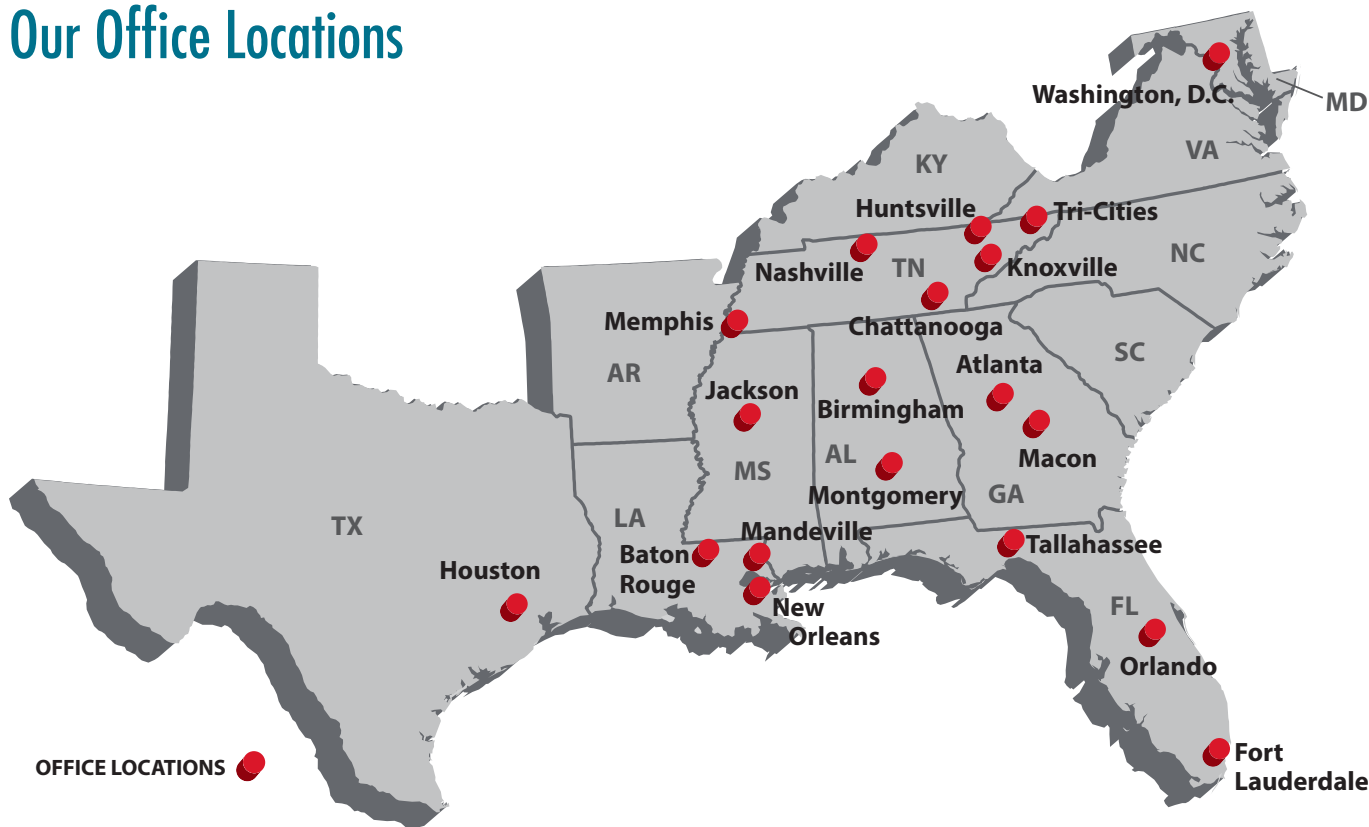 Our Office Locations
Washington, D.C.
MD
VA
KY
Huntsville
Tri-Cities
Nashville
TN
Knoxville
NC
Memphis
Chattanooga
AR
SC
Atlanta
Jackson
Birmingham
MS
AL
Macon
Montgomery
GA
TX
LA
Mandeville
Baton
Rouge
Tallahassee
Houston
New
Orleans
FL
Orlando
OFFICE LOCATIONS
Fort
Lauderdale